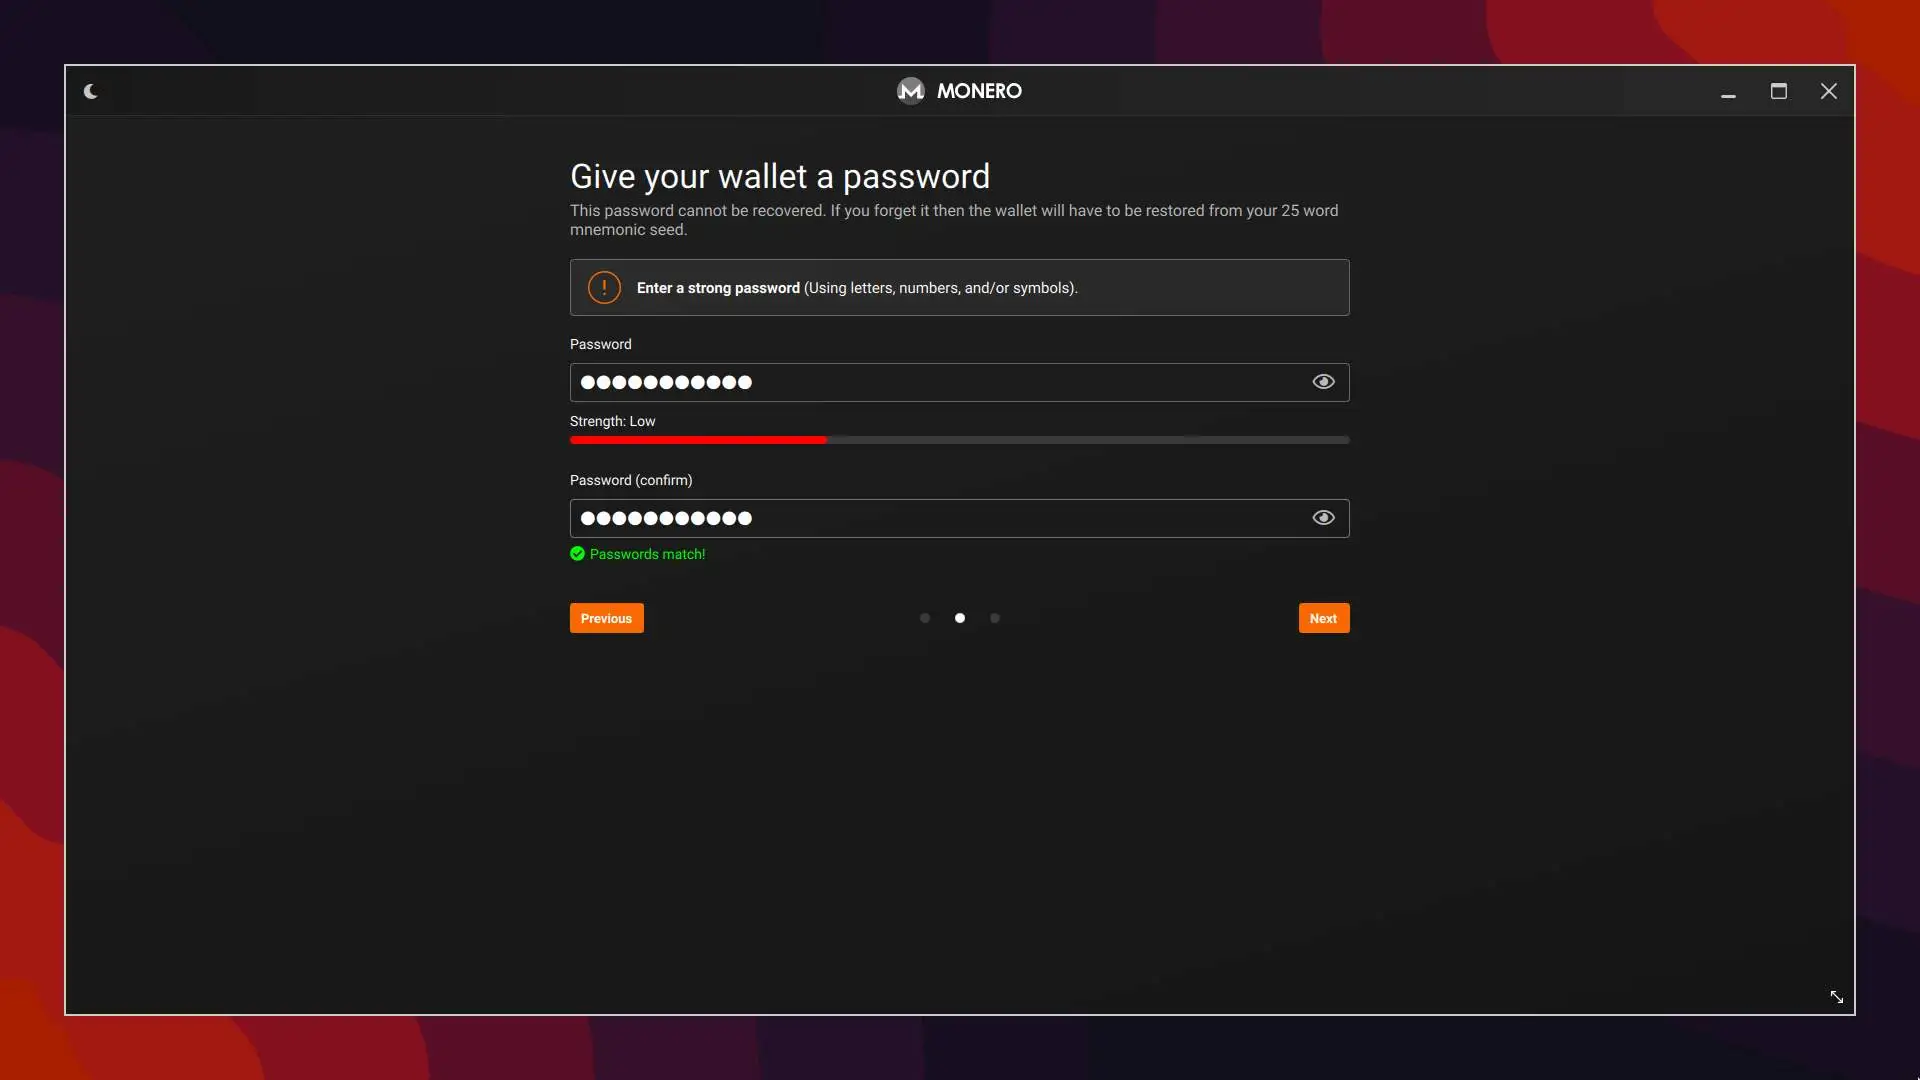 MONERO
Give your wallet a password
This password cannot be recovered. If you forget it then the wallet will have to be restored from your 25 word
mnemonic seed.
Enter a strong password (Using letters, numbers, and/or symbols).
Password
●●●●●●●●●●●
Strength: Low
Password (confirm)
●●●●●●●●●●●
Passwords match!
Previous
Next